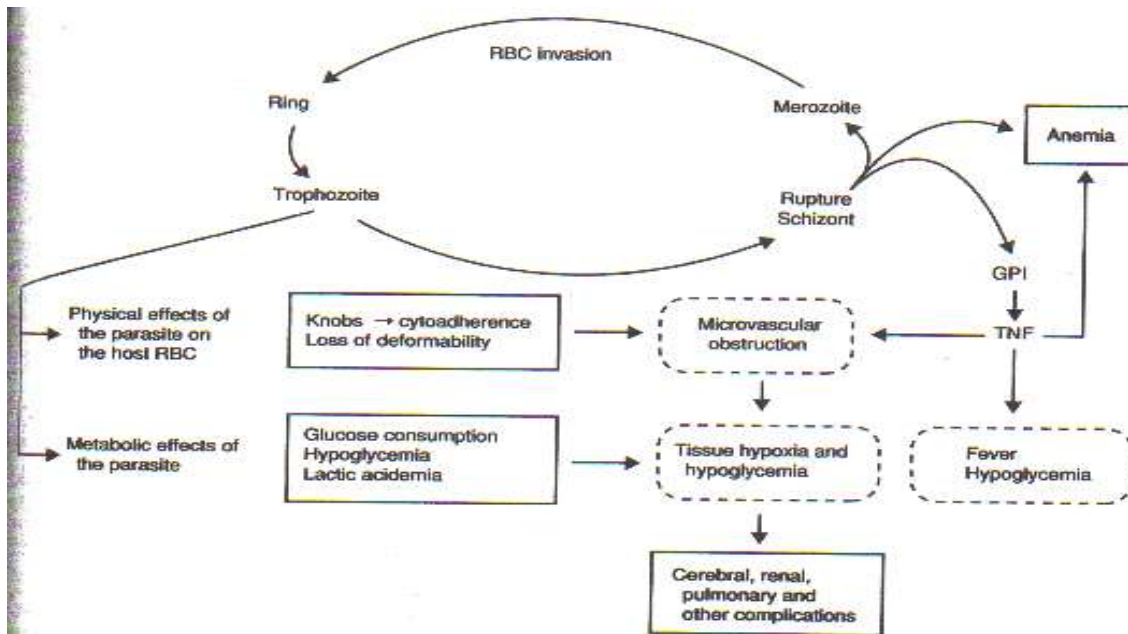 RBC invasion
Ring
Merozoite
Anemia
Trophozoite
Rupture
Schizont
GPI
Physical effects of
the parasite on
the host RBC
Knobs → cytoadherence
Loss of deformability
Microvascular
obstruction
TNF
Metabolic effects of
the parasite
Glucose consumption
Hypoglycemia
Lactic acidemia
Tissue hypoxia and
hypoglycemia
Fever
Hypoglycemia
Cerebral, renal,
pulmonary and
other complications